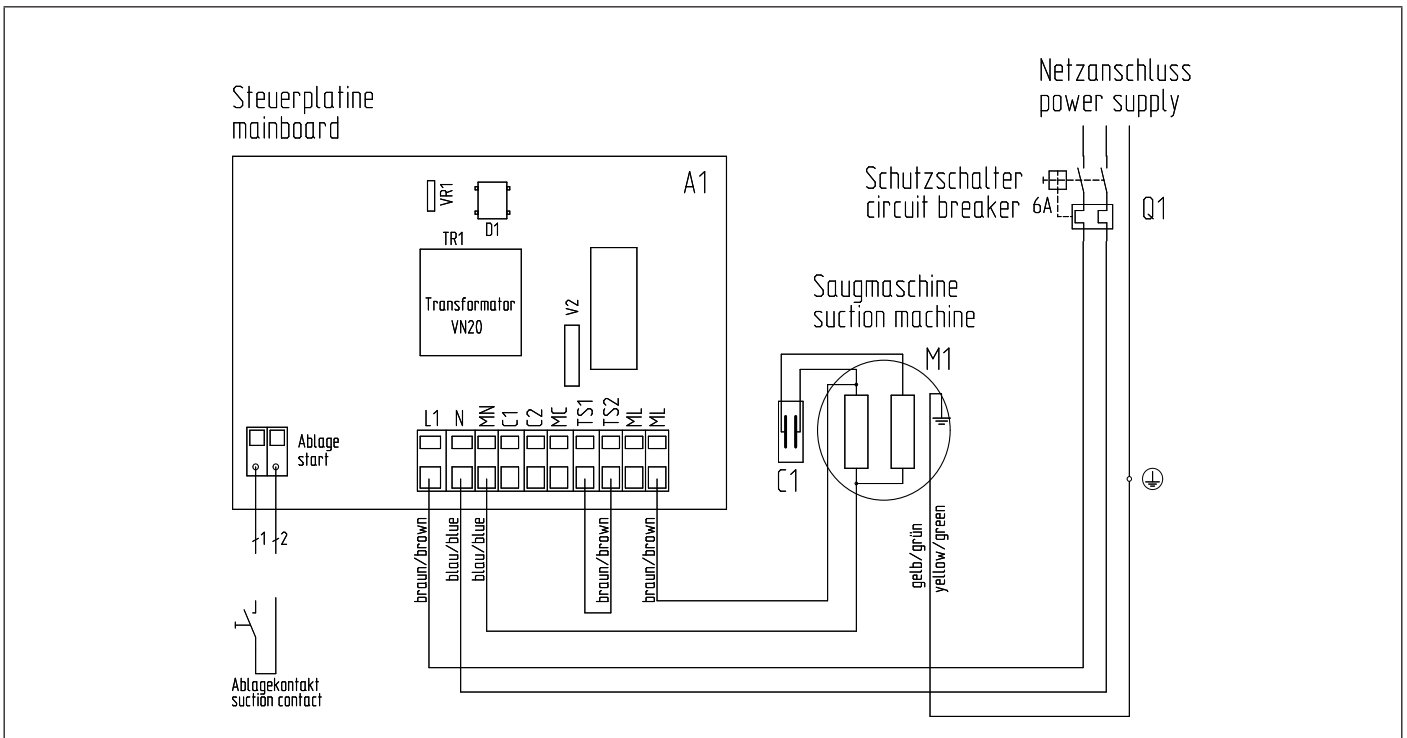 Netzanschluss
power supply
Steuerplatine
mainboard
A1
VR1
D1
TR1
Transformator
VN20
V2
Schutzschalter
circuit breaker 6A
Q1
Saugmaschine
suction machine
M1
C1
L1 N MN C1 C2 MC TS1 TS2 ML ML
Ablage
start
1 2
braun/brown
blau/blue
blau/blue
braun/brown
braun/brown
gelb/grün
yellow/green
Ablagekontakt
suction contact